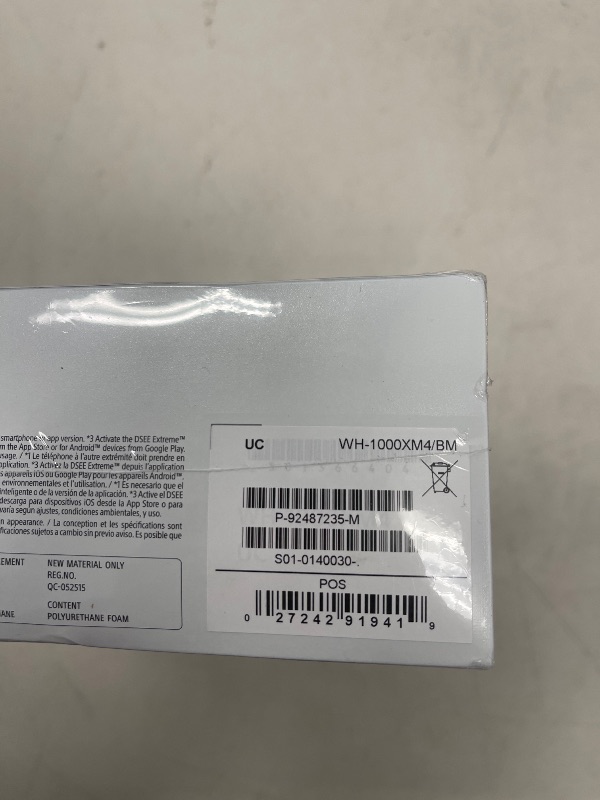 smartphone app version. *3 Activate the DSEE Extreme™
m the App Store or for Android™ devices from Google Play.
usage. / *1 Le téléphone à l'autre extrémité doit prendre en
pplication. *3 Activez la DSEE Extreme™ depuis l'application
s appareils iOS ou Google Play pour les appareils Android™.
environnementales et l'utilisation. / *1 Es necesario que el
inteligente o de la versión de la aplicación. *3 Active el DSEE
descarga para dispositivos iOS desde la App Store o para
varía según ajustes, condiciones ambientales, y uso.
n appearance. / La conception et les spécifications sont
ficaciones sujetos a cambio sin previo aviso. Es posible que
EMENT
NEW MATERIAL ONLY
REG.NO.
QC-052515
CONTENT
ANE
POLYURETHANE FOAM
UC WH-1000XM4/BM
P-92487235-M
S01-0140030-.
POS
0 27242 91941 9